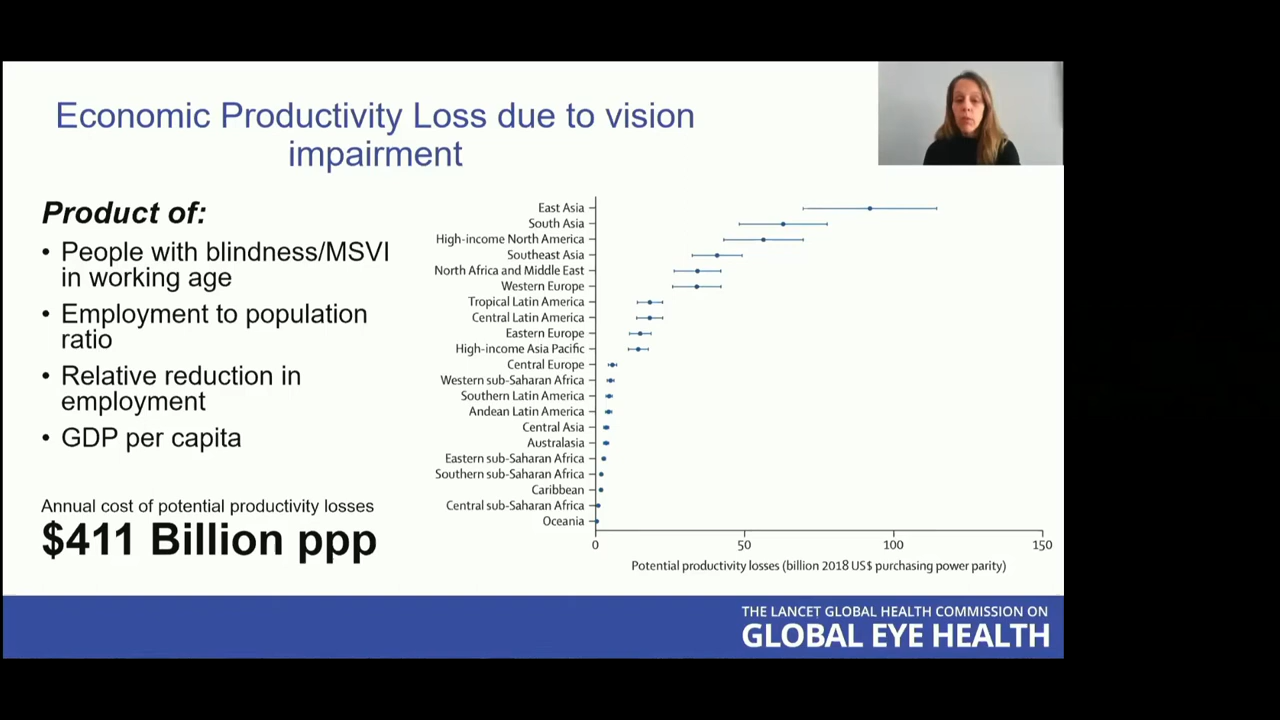 Economic Productivity Loss due to vision
impairment
Product of:
• People with blindness/MSVI
in working age
• Employment to population
ratio
• Relative reduction in
employment
• GDP per capita
Annual cost of potential productivity losses
$411 Billion ppp
East Asia
South Asia
High-income North America
Southeast Asia
North Africa and Middle East
Western Europe
Tropical Latin America
Central Latin America
Eastern Europe
High-income Asia Pacific
Central Europe
Western sub-Saharan Africa
Southern Latin America
Andean Latin America
Central Asia
Australasia
Eastern sub-Saharan Africa
Southern sub-Saharan Africa
Caribbean
Central sub-Saharan Africa
Oceania
0 50 100 150
Potential productivity losses (billion 2018 US$ purchasing power parity)
THE LANCET GLOBAL HEALTH COMMISSION ON
GLOBAL EYE HEALTH